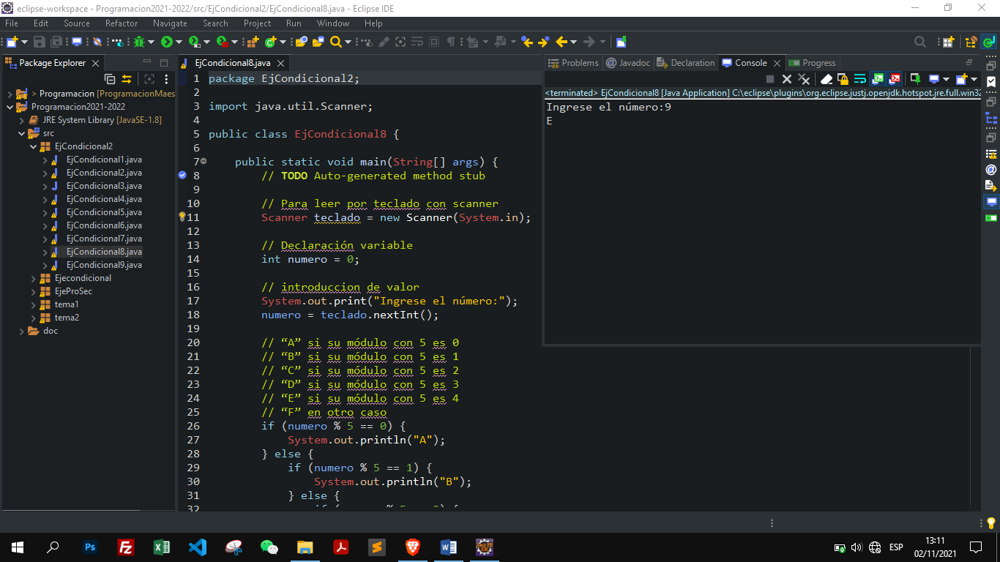 eclipse-workspace - Programacion2021-2022/src/EjCondicional2/EjCondicional8.java - Eclipse IDE
File Edit Source Refactor Navigate Search Project Run Window Help
Package Explorer
> Programacion [ProgramacionMaes
Programacion2021-2022
JRE System Library [JavaSE-1.8]
src
EjCondicional2
EjCondicional1.java
EjCondicional2.java
EjCondicional3.java
EjCondicional4.java
EjCondicional5.java
EjCondicional6.java
EjCondicional7.java
EjCondicional8.java
EjCondicional9.java
Ejecondicional
EjeProSec
tema1
tema2
doc
EjCondicional8.java
1 package EjCondicional2;
2
3 import java.util.Scanner;
4
5 public class EjCondicional8 {
6
7 public static void main(String[] args) {
8 // TODO Auto-generated method stub
9
10 // Para leer por teclado con scanner
11 Scanner teclado = new Scanner(System.in);
12
13 // Declaración variable
14 int numero = 0;
15
16 // introduccion de valor
17 System.out.print("Ingrese el número:");
18 numero = teclado.nextInt();
19
20 // “A” si su módulo con 5 es 0
21 // “B” si su módulo con 5 es 1
22 // “C” si su módulo con 5 es 2
23 // “D” si su módulo con 5 es 3
24 // “E” si su módulo con 5 es 4
25 // “F” en otro caso
26 if (numero % 5 == 0) {
27 System.out.println("A");
28 } else {
29 if (numero % 5 == 1) {
30 System.out.println("B");
31 } else {
32
Problems Javadoc Declaration Console Progress
<terminated> EjCondicional8 [Java Application] C:\eclipse\plugins\org.eclipse.justj.openjdk.hotspot.jre.full.win32
Ingrese el número:9
E
Ps
ESP
13:11
02/11/2021